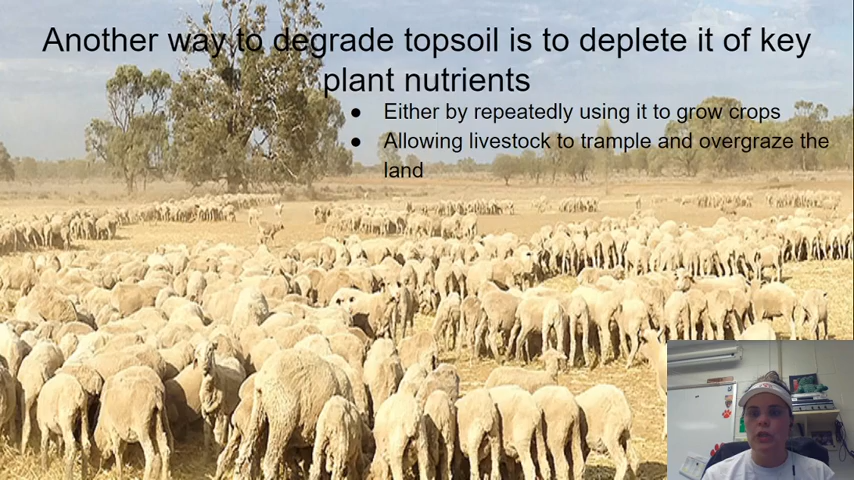 Another way to degrade topsoil is to deplete it of key
plant nutrients
● Either by repeatedly using it to grow crops
● Allowing livestock to trample and overgraze the
land